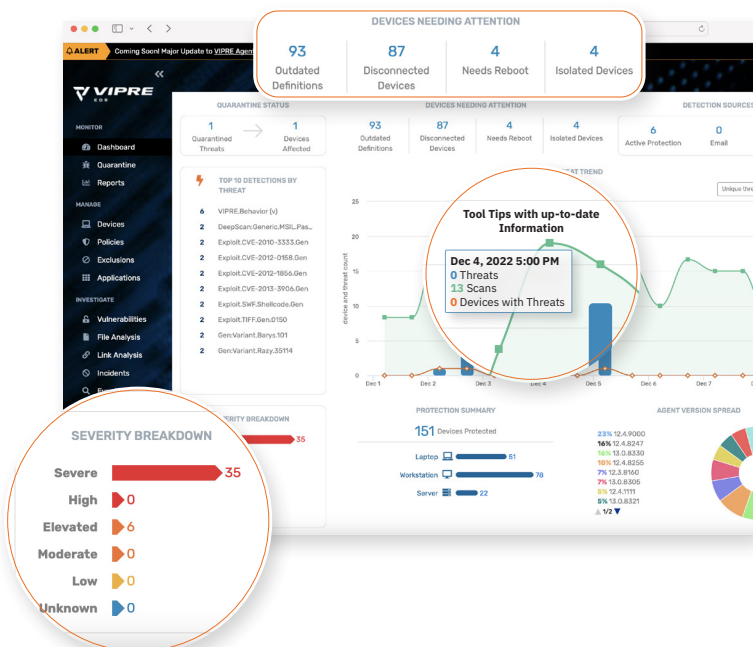 DEVICES NEEDING ATTENTION
93
87
4
4
Outdated Definitions
Disconnected Devices
Needs Reboot
Isolated Devices
ALERT
Coming Soon! Major Update to VIPRE Agen
VIPRE
EDR
MONITOR
Dashboard
Quarantine
Reports
MANAGE
Devices
Policies
Exclusions
Applications
INVESTIGATE
Vulnerabilities
File Analysis
Link Analysis
Incidents
QUARANTINE STATUS
1
Quarantined Threats
1
Devices Affected
DEVICES NEEDING ATTENTION
93
Outdated Definitions
87
Disconnected Devices
4
Needs Reboot
4
Isolated Devices
DETECTION SOURCES
6
Active Protection
0
Email
TOP 10 DETECTIONS BY
THREAT
6 VIPRE.Behavior (v)
2 DeepScan:Generic.MSIL.Pas...
2 Exploit.CVE-2010-3333.Gen
2 Exploit.CVE-2012-0158.Gen
2 Exploit.CVE-2012-1856.Gen
2 Exploit.CVE-2013-3906.Gen
2 Exploit.SWF.Shellcode.Gen
2 Exploit.TIFF.Gen.0150
2 Gen:Variant.Barys.101
2 Gen:Variant.Razy.35114
EAT TREND
Unique thre
device and threat count
25
20
15
10
5
0
Dec 1
Dec 2
Dec 3
Dec 4
Dec 5
Dec 6
Dec 7
Tool Tips with up-to-date
Information
Dec 4, 2022 5:00 PM
0 Threats
13 Scans
0 Devices with Threats
VERITY BREAKDOWN
35
SEVERITY BREAKDOWN
Severe 35
High 0
Elevated 6
Moderate 0
Low 0
Unknown 0
PROTECTION SUMMARY
151 Devices Protected
Laptop 51
Workstation 78
Server 22
AGENT VERSION SPREAD
23% 12.4.9000
16% 12.4.8247
16% 13.0.8330
10% 12.4.8255
7% 12.3.8160
7% 13.0.8305
5% 12.4.1111
5% 13.0.8321
1/2